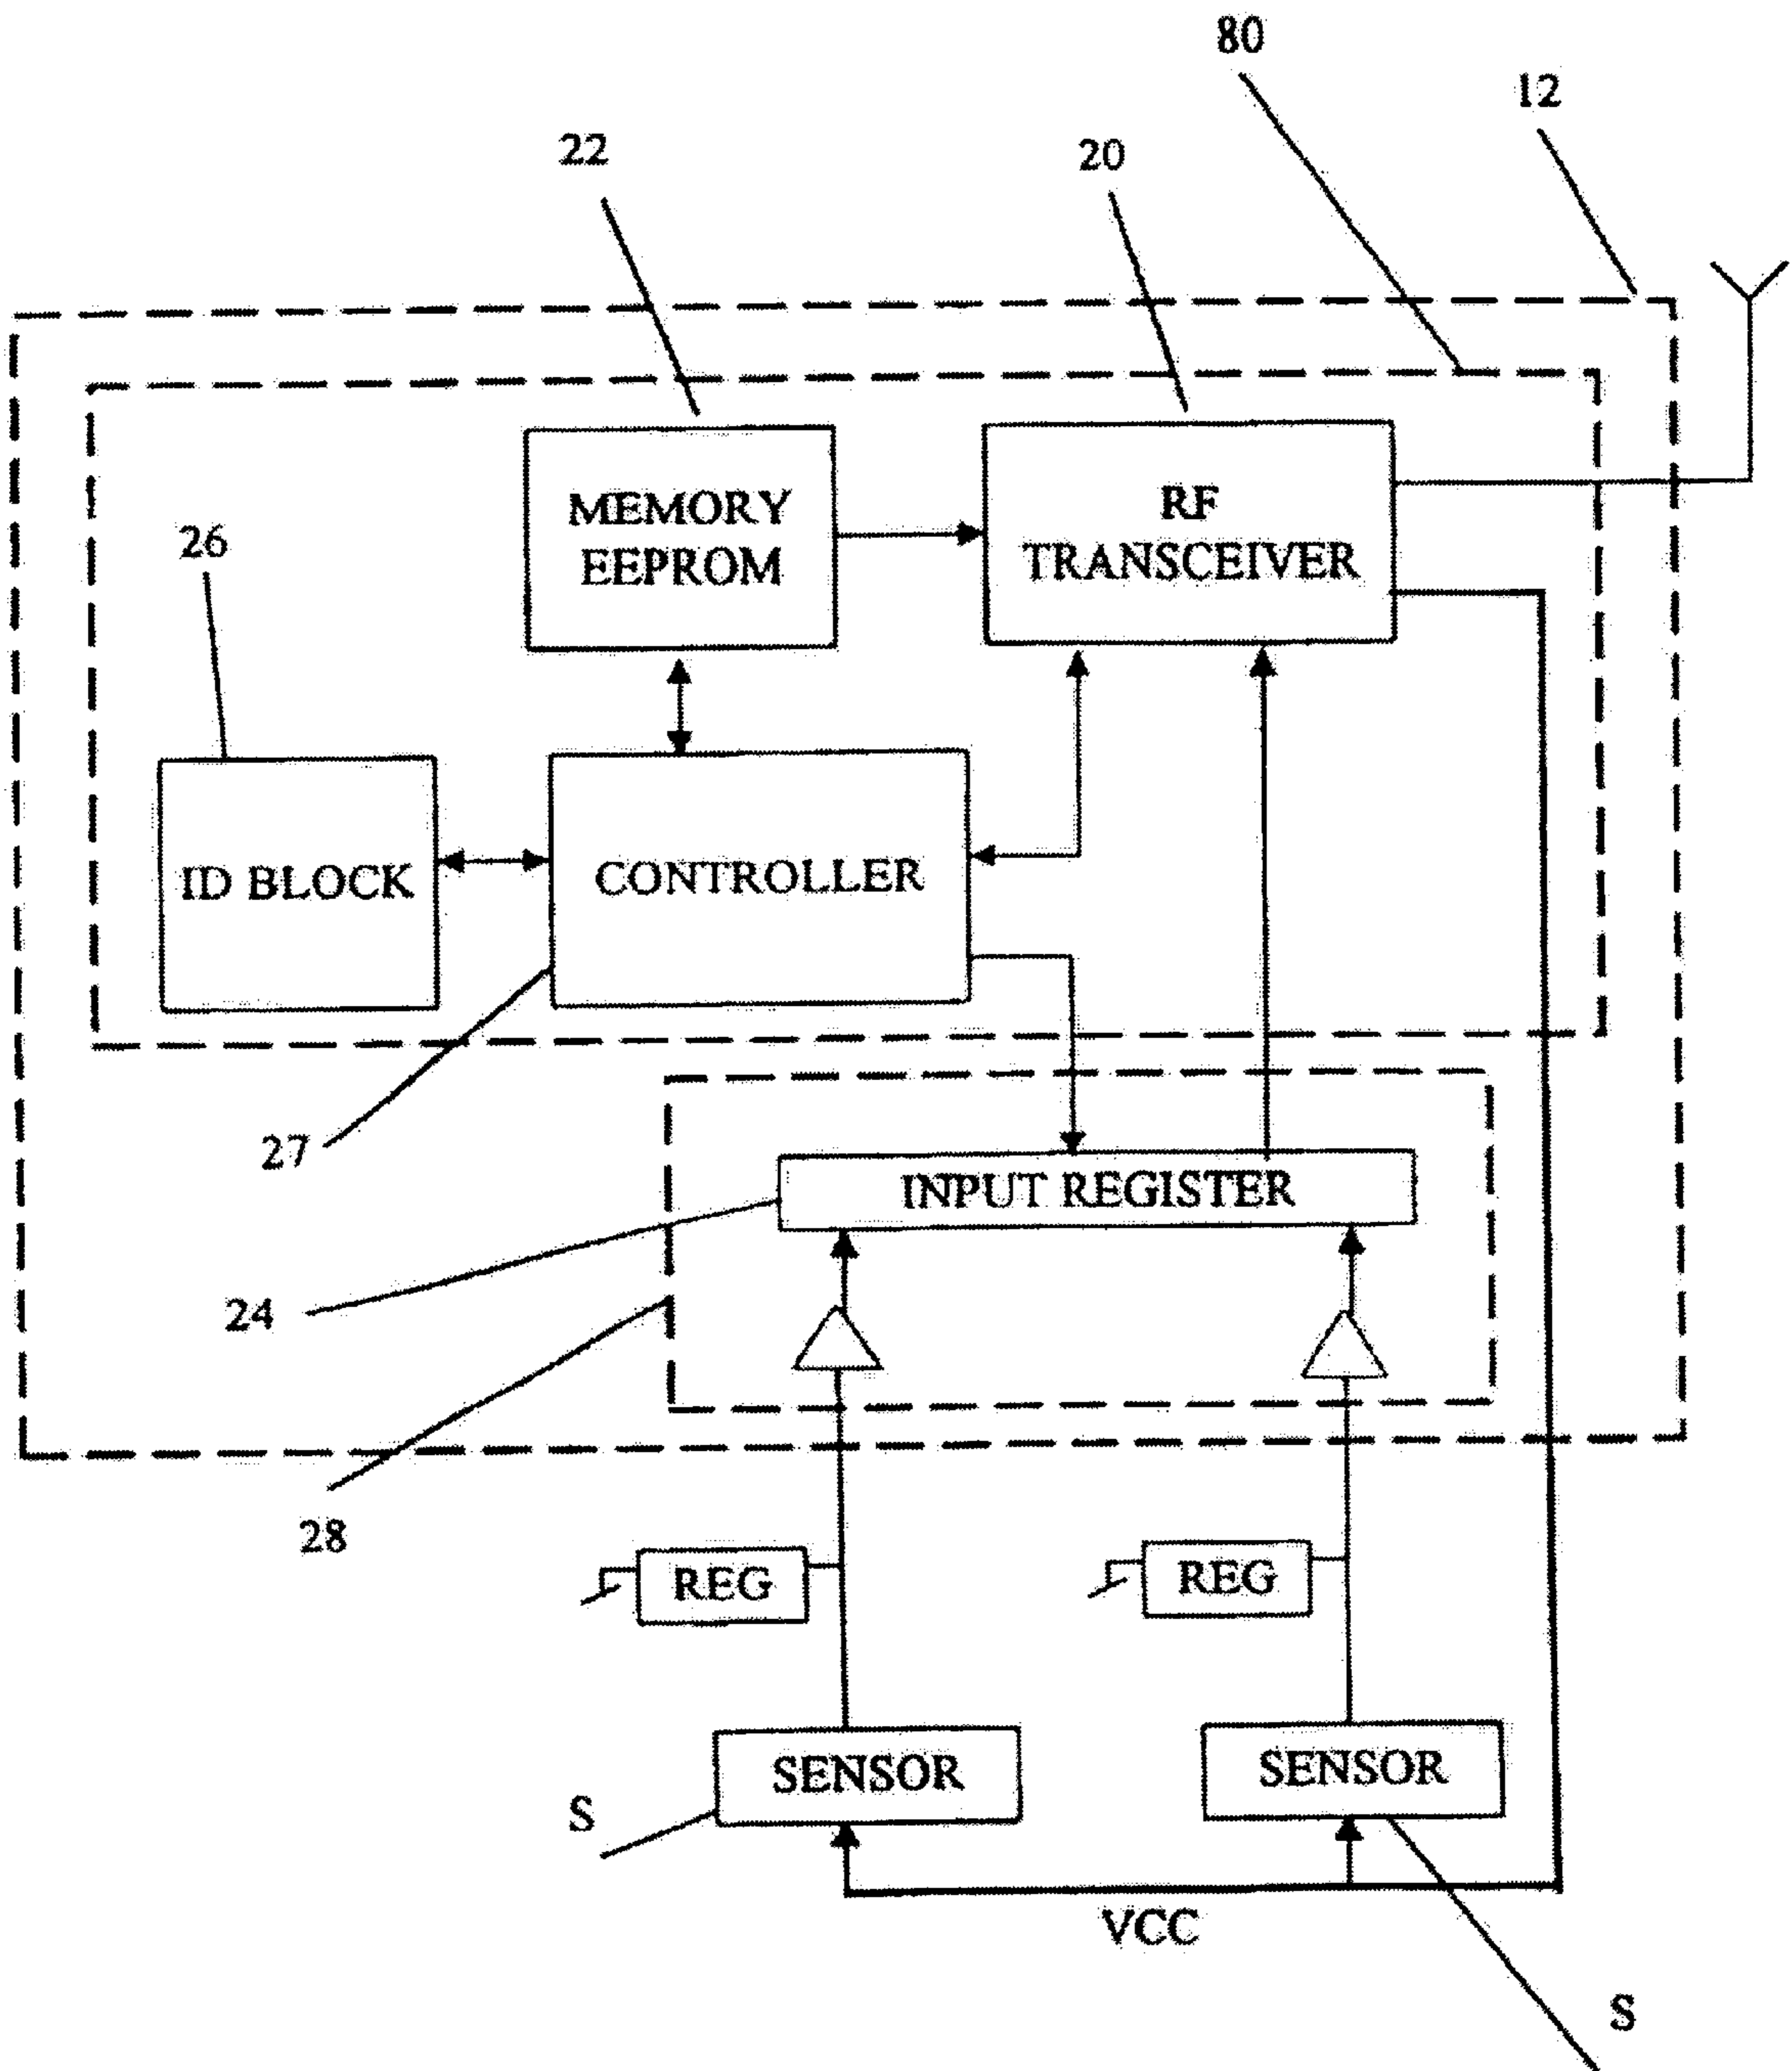 80
12
22
20
MEMORY
EEPROM
RF
TRANSCEIVER
26
ID BLOCK
CONTROLLER
27
INPUT REGISTER
24
28
REG
REG
SENSOR
SENSOR
S
VCC
S